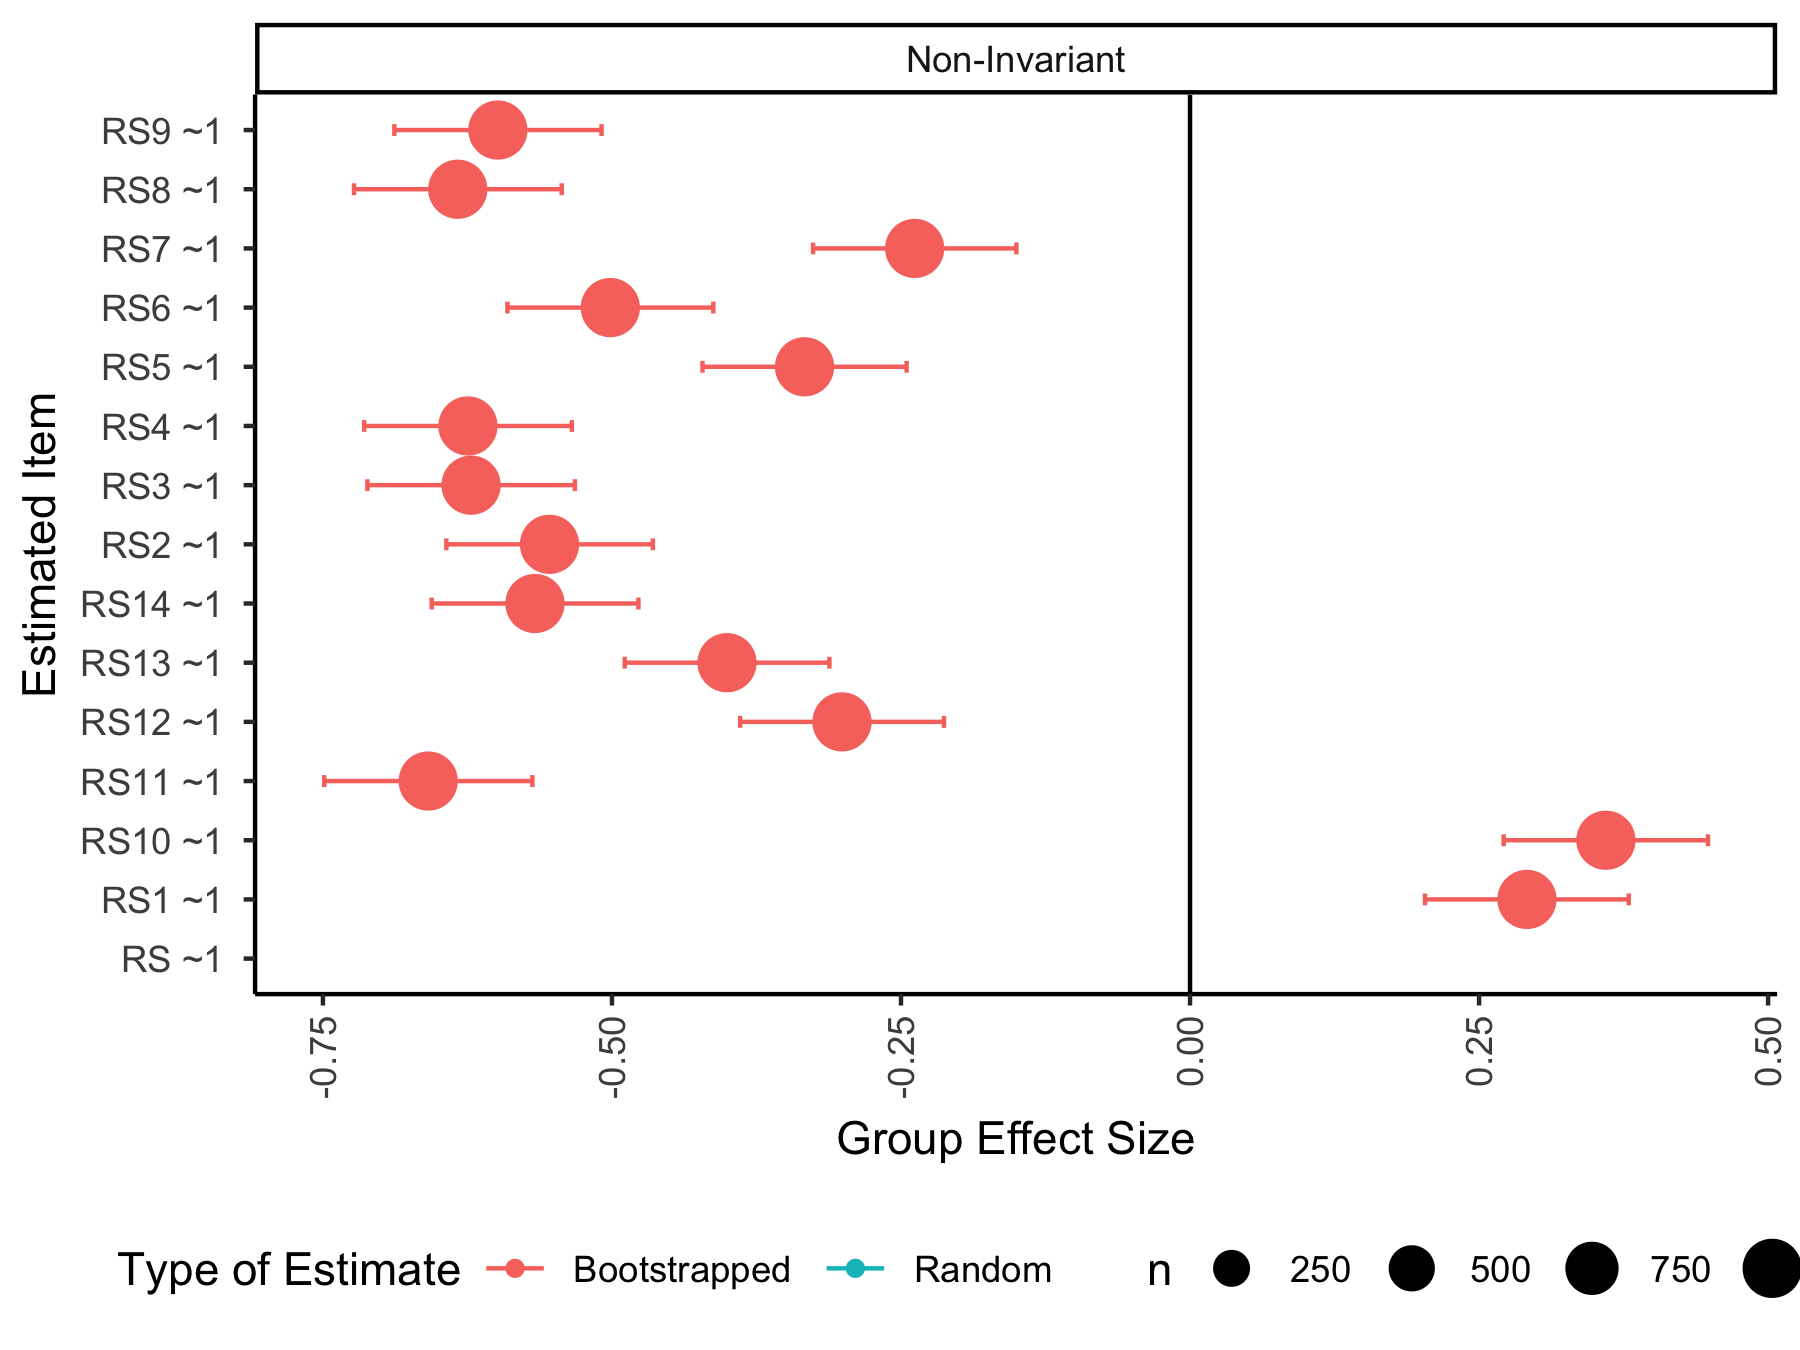 Non-Invariant
Estimated Item
RS9 ~1
RS8 ~1
RS7 ~1
RS6 ~1
RS5 ~1
RS4 ~1
RS3 ~1
RS2 ~1
RS14 ~1
RS13 ~1
RS12 ~1
RS11 ~1
RS10 ~1
RS1 ~1
RS ~1
-0.75 -0.50 -0.25 0.00 0.25 0.50
Group Effect Size
Type of Estimate Bootstrapped Random n 250 500 750